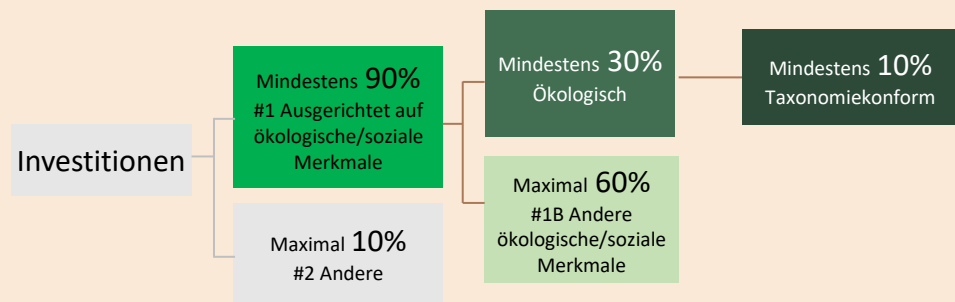 Investitionen
Mindestens 90%
#1 Ausgerichtet auf
ökologische/soziale
Merkmale
Maximal 10%
#2 Andere
Mindestens 30%
Ökologisch
Maximal 60%
#1B Andere
ökologische/soziale
Merkmale
Mindestens 10%
Taxonomiekonform